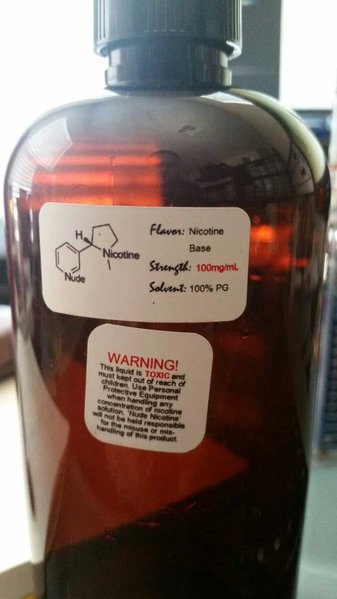 H
Nicotine
Nude
Flavor: Nicotine
Base
Strength: 100mg/mL
Solvent: 100% PG
WARNING!
This liquid is TOXIC and
must kept out of reach of
children. Use Personal
Protective Equipment
when handling any
concentration of nicotine
solution. 'Nude Nicotine'
will not be held responsible
for the misuse or mis-
handling of this product.